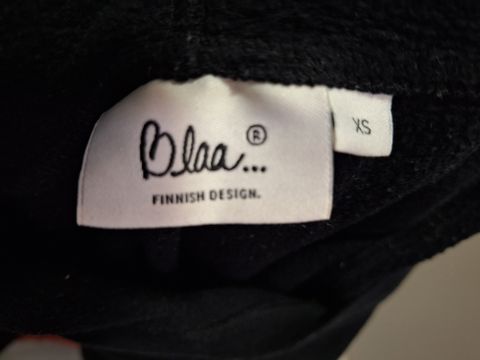 Blaa...®
FINNISH DESIGN.
XS